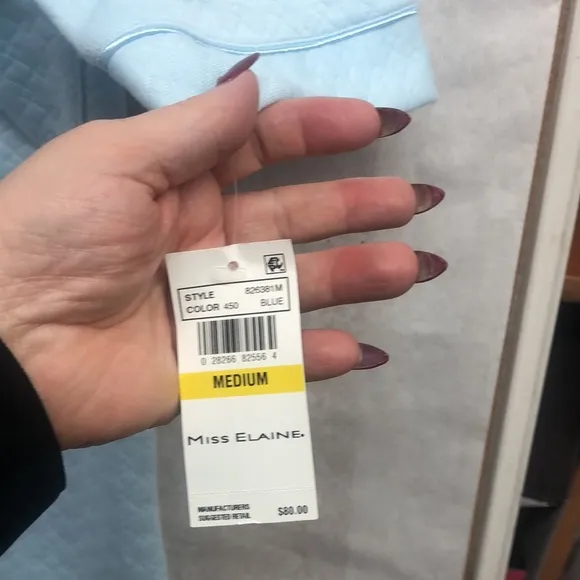 STYLE 826381M
COLOR 450 BLUE
0 28266 82556 4
MEDIUM
MISS ELAINE.
MANUFACTURERS
SUGGESTED RETAIL $80.00